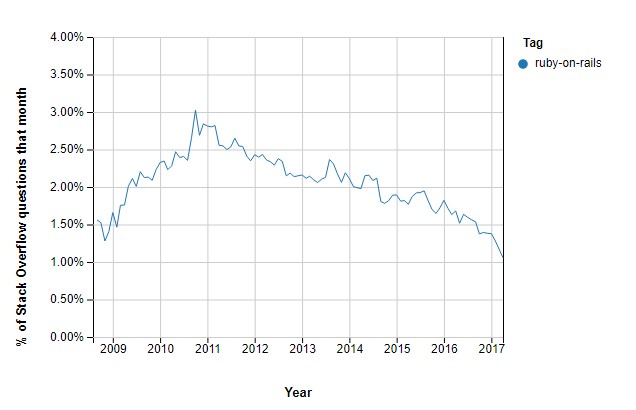 4.00%
3.50%
3.00%
2.50%
2.00%
1.50%
1.00%
0.50%
0.00%
% of Stack Overflow questions that month
2009 2010 2011 2012 2013 2014 2015 2016 2017
Year
Tag
ruby-on-rails